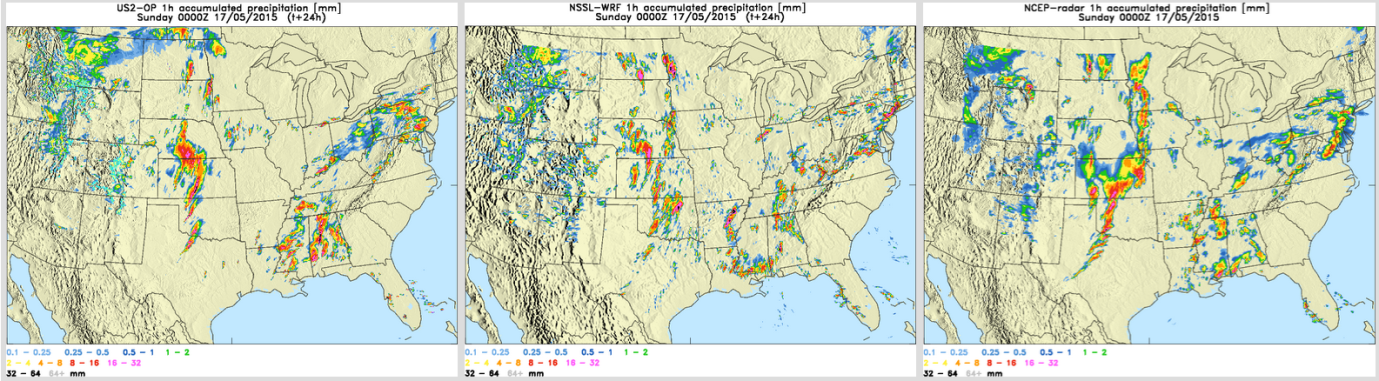 US2-OP 1h accumulated precipitation [mm]
Sunday 0000Z 17/05/2015 (t+24h)
0.1 - 0.25 0.25 - 0.5 0.5 - 1 1 - 2
2 - 4 4 - 8 8 - 16 16 - 32
32 - 64 64+ mm
NSSL-WRF 1h accumulated precipitation [mm]
Sunday 0000Z 17/05/2015 (t+24h)
0.1 - 0.25 0.25 - 0.5 0.5 - 1 1 - 2
2 - 4 4 - 8 8 - 16 16 - 32
32 - 64 64+ mm
NCEP-radar 1h accumulated precipitation [mm]
Sunday 0000Z 17/05/2015
0.1 - 0.25 0.25 - 0.5 0.5 - 1 1 - 2
2 - 4 4 - 8 8 - 16 16 - 32
32 - 64 64+ mm